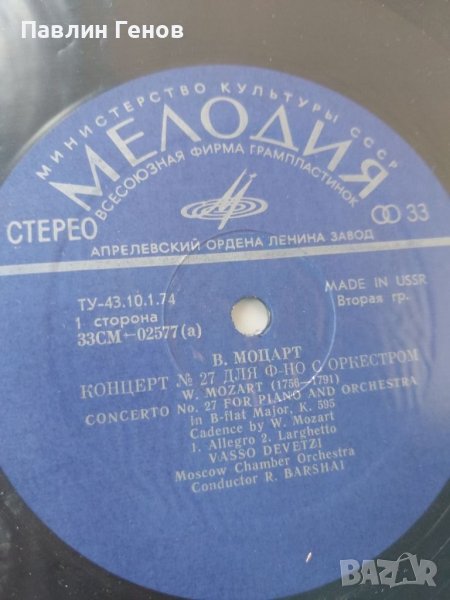 Павлин Генов
МИНИСТЕРСТВО КУЛЬТУРЫ СССР
МЕЛОДИЯ
ВСЕСОЮЗНАЯ ФИРМА ГРАМПЛАСТИНОК
СТЕРЕО
33
АПРЕЛЕВСКИЙ ОРДЕНА ЛЕНИНА ЗАВОД
ТУ-43.10.1.74
1 сторона
33СМ—02577(а)
MADE IN USSR
Вторая гр.
В. МОЦАРТ
КОНЦЕРТ № 27 ДЛЯ Ф-НО С ОРКЕСТРОМ
W. MOZART (1756—1791)
CONCERTO No. 27 FOR PIANO AND ORCHESTRA
in B-flat Major, K. 595
Cadence by W. Mozart
1. Allegro 2. Larghetto
VASSO DEVETZI
Moscow Chamber Orchestra
Conductor R. BARSHAI
BAZAR